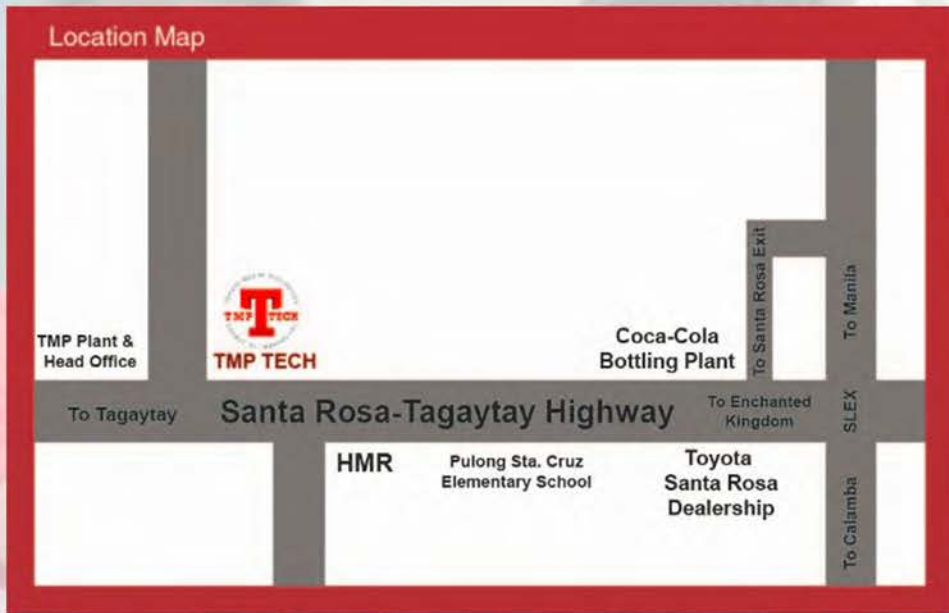 Location Map
TMP Plant &
Head Office
TMP TECH
TMP TECH
Coca-Cola
Bottling Plant
To Santa Rosa Exit
To Manila
To Tagaytay
Santa Rosa-Tagaytay Highway
To Enchanted
Kingdom
SLEX
HMR
Pulong Sta. Cruz
Elementary School
Toyota
Santa Rosa
Dealership
To Calamba